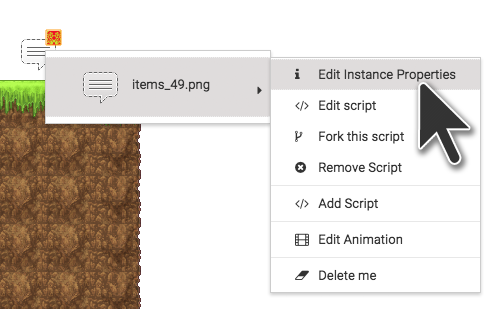 items_49.png
Edit Instance Properties
Edit script
Fork this script
Remove Script
Add Script
Edit Animation
Delete me